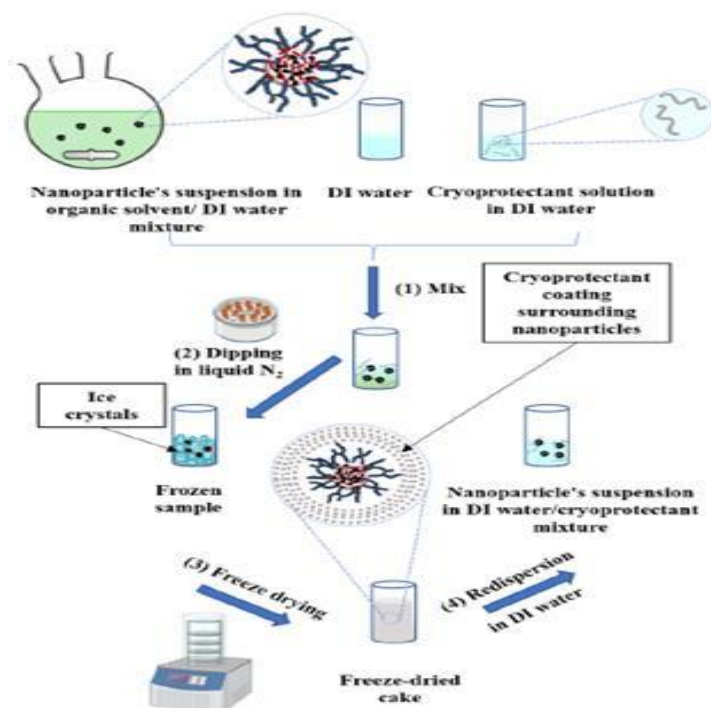 Nanoparticle's suspension in
organic solvent/ DI water
mixture
DI water
Cryoprotectant solution
in DI water
(1) Mix
Cryoprotectant
coating
surrounding
nanoparticles
(2) Dipping
in liquid N₂
Ice
crystals
Frozen
sample
Nanoparticle's suspension
in DI water/cryoprotectant
mixture
(3) Freeze drying
(4) Redispersion
in DI water
Freeze-dried
cake